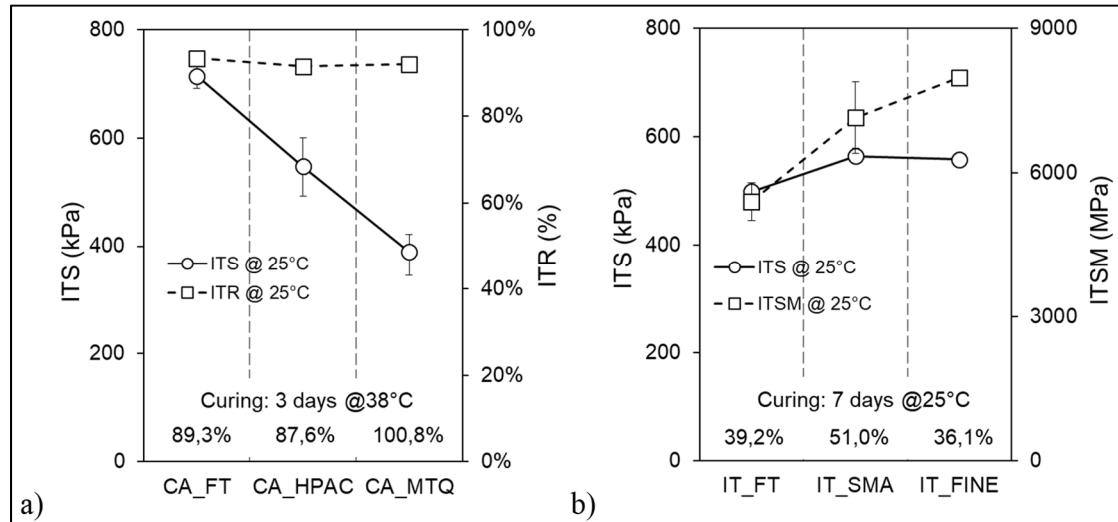 800
600
400
200
0
ITS (kPa)
100%
80%
60%
40%
20%
0%
ITR (%)
ITS @ 25°C
ITR @ 25°C
Curing: 3 days @38°C
89,3% 87,6% 100,8%
CA_FT CA_HPAC CA_MTQ
a)
800
600
400
200
0
ITS (kPa)
9000
6000
3000
0
ITSM (MPa)
ITS @ 25°C
ITSM @ 25°C
Curing: 7 days @25°C
39,2% 51,0% 36,1%
IT_FT IT_SMA IT_FINE
b)